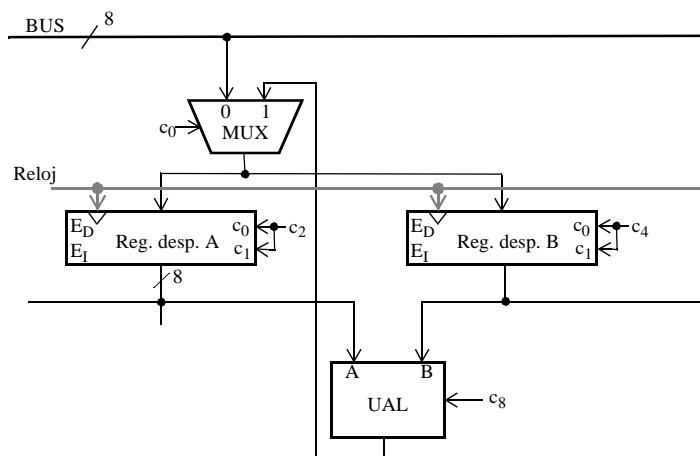 BUS 8
0 1
c0 MUX
Reloj
ED c0 c2
Reg. desp. A
EI c1
ED c0 c4
Reg. desp. B
EI c1
8
A B
UAL c8